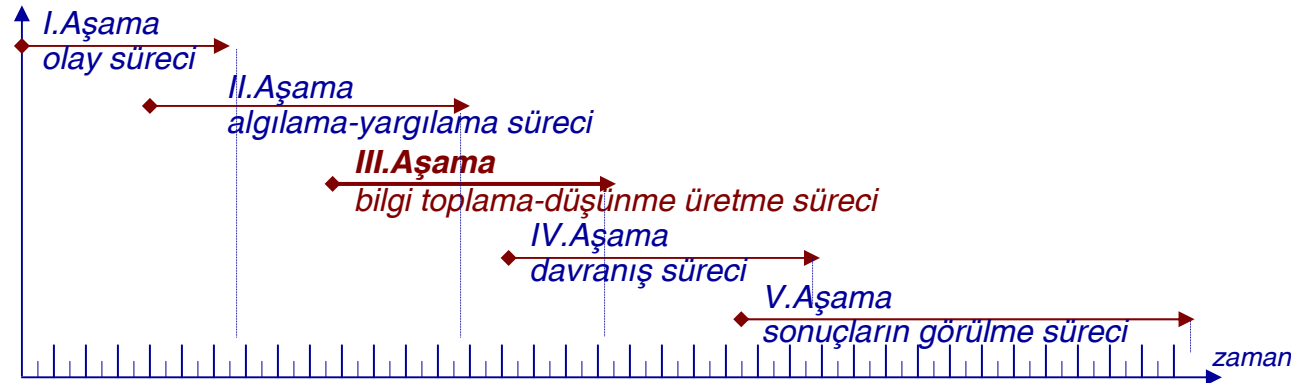 I.Aşama
olay süreci
II.Aşama
algılama-yargılama süreci
III.Aşama
bilgi toplama-düşünme üretme süreci
IV.Aşama
davranış süreci
V.Aşama
sonuçların görülme süreci
zaman